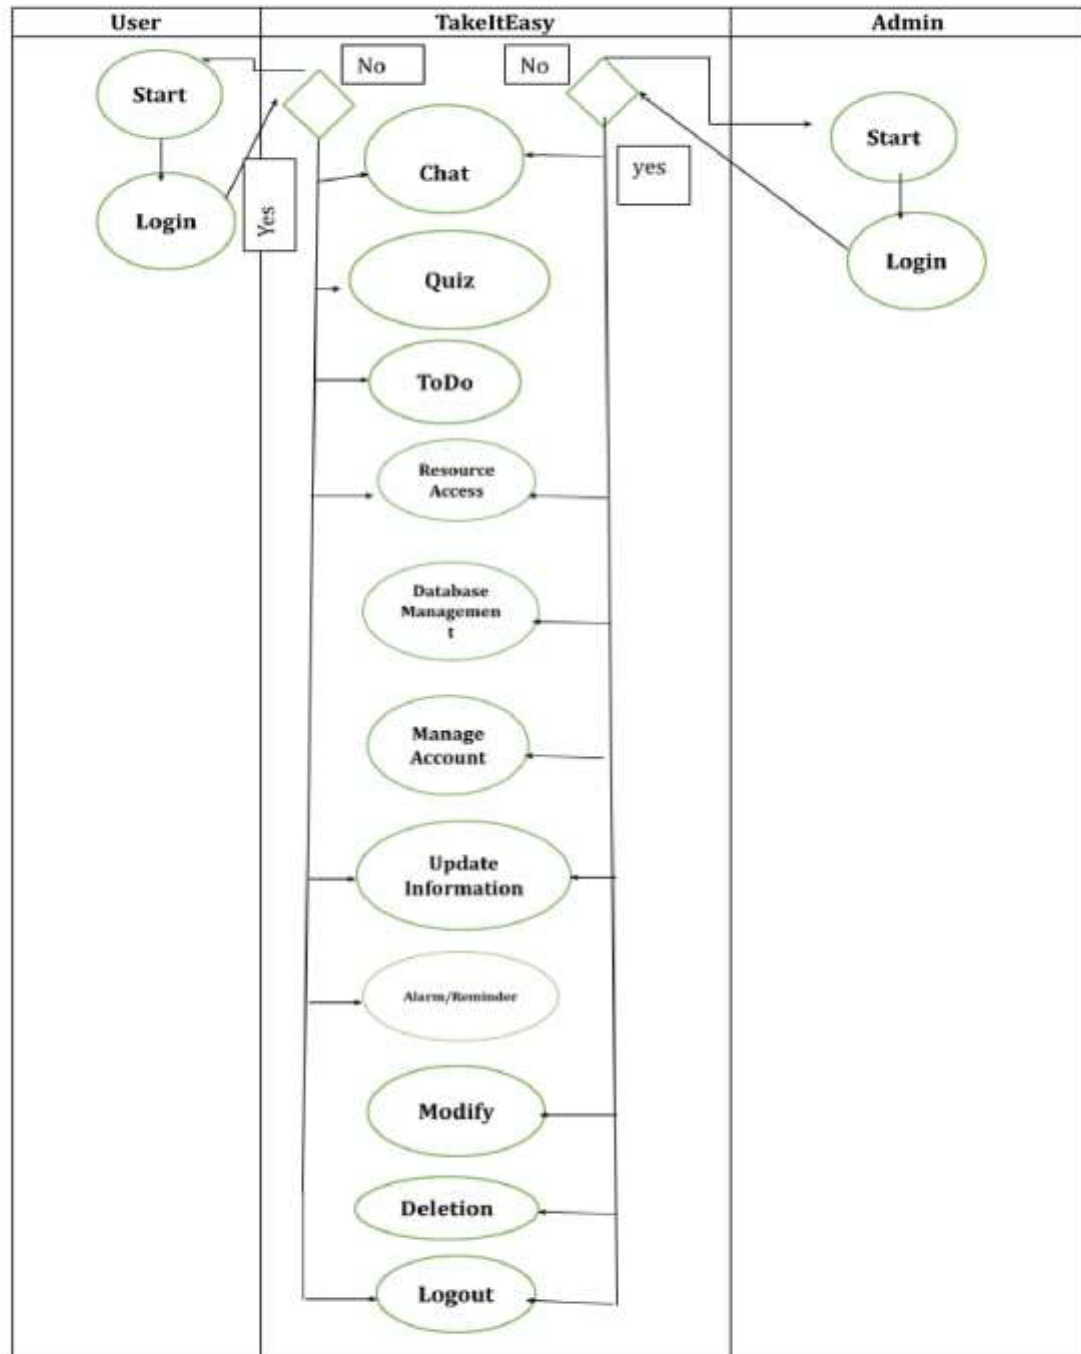 User
TakeItEasy
Admin
No
No
Start
Start
Chat
yes
Login
Yes
Login
Quiz
ToDo
Resource
Access
Database
Managemen
t
Manage
Account
Update
Information
Alarm/Reminder
Modify
Deletion
Logout